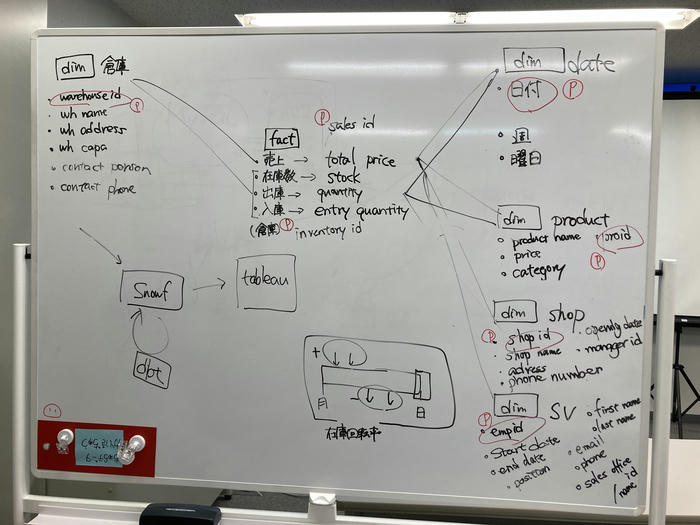 dim 倉庫
warehouse id
P
wh name
wh address
wh capa
contact person
contact phone
fact
P sales id
売上 → total price
在庫数 → stock
出庫 → quantity
入庫 → entry quantity
(倉庫) P inventory id
dim date
日付 P
週
曜日
dim product
product name
proid
P
price
category
dim shop
P
shop id
opening date
shop name
manager id
adress
phone number
dim SV
P
emp id
first name
last name
start date
email
end date
phone
position
sales office
id
/name
Snowf
tableau
dbt
+
-
月
日
在庫回転率